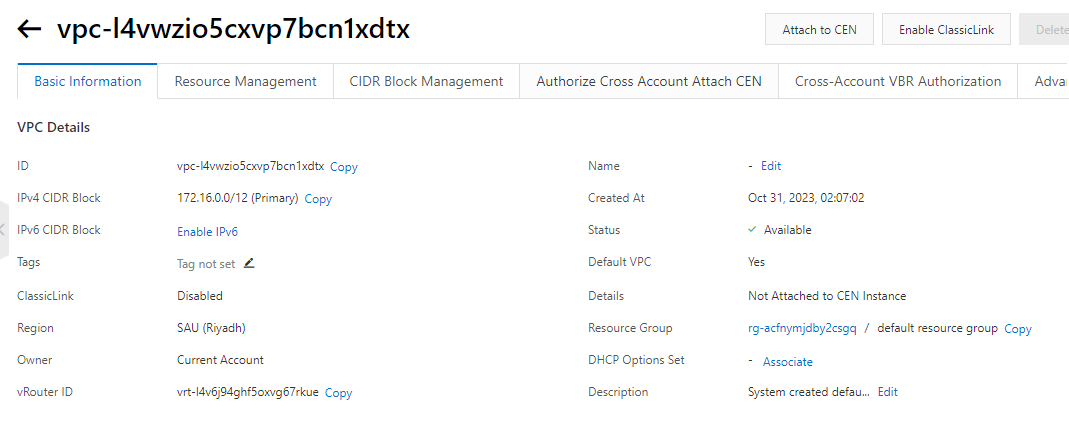 ← vpc-l4vwzio5cxvp7bcn1xdtx Attach to CEN Enable ClassicLink Delete
Basic Information Resource Management CIDR Block Management Authorize Cross Account Attach CEN Cross-Account VBR Authorization Adva
VPC Details
ID vpc-l4vwzio5cxvp7bcn1xdtx Copy Name - Edit
IPv4 CIDR Block 172.16.0.0/12 (Primary) Copy Created At Oct 31, 2023, 02:07:02
IPv6 CIDR Block Enable IPv6 Status Available
Tags Tag not set Default VPC Yes
ClassicLink Disabled Details Not Attached to CEN Instance
Region SAU (Riyadh) Resource Group rg-acfnymjdby2csgq / default resource group Copy
Owner Current Account DHCP Options Set - Associate
vRouter ID vrt-l4v6j94ghf5oxvg67rkue Copy Description System created defau... Edit